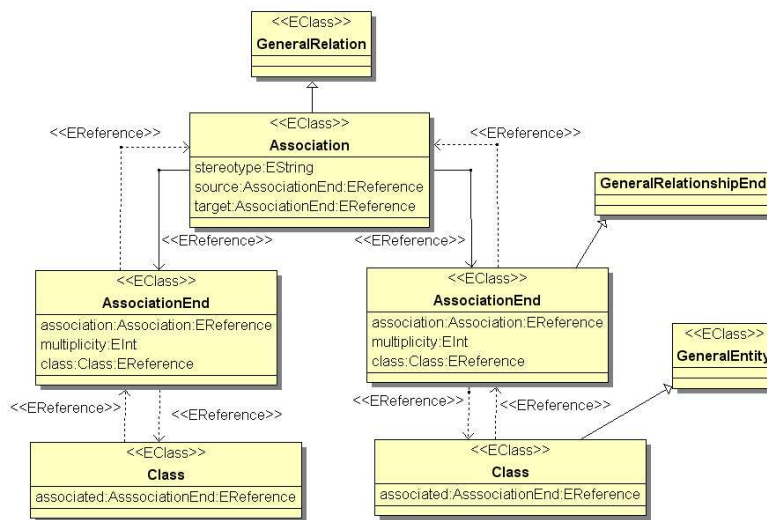 <<EClass>>
GeneralRelation
<<EReference>>
<<EClass>>
Association
<<EReference>>
stereotype:EString
source:AssociationEnd:EReference
target:AssociationEnd:EReference
GeneralRelationshipEnd
<<EReference>>
<<EReference>>
<<EClass>>
AssociationEnd
association:Association:EReference
multiplicity:EInt
class:Class:EReference
<<EClass>>
AssociationEnd
association:Association:EReference
multiplicity:EInt
class:Class:EReference
<<EClass>>
GeneralEntity
<<EReference>>
<<EReference>>
<<EReference>>
<<EReference>>
<<EClass>>
Class
associated:AsssociationEnd:EReference
<<EClass>>
Class
associated:AsssociationEnd:EReference